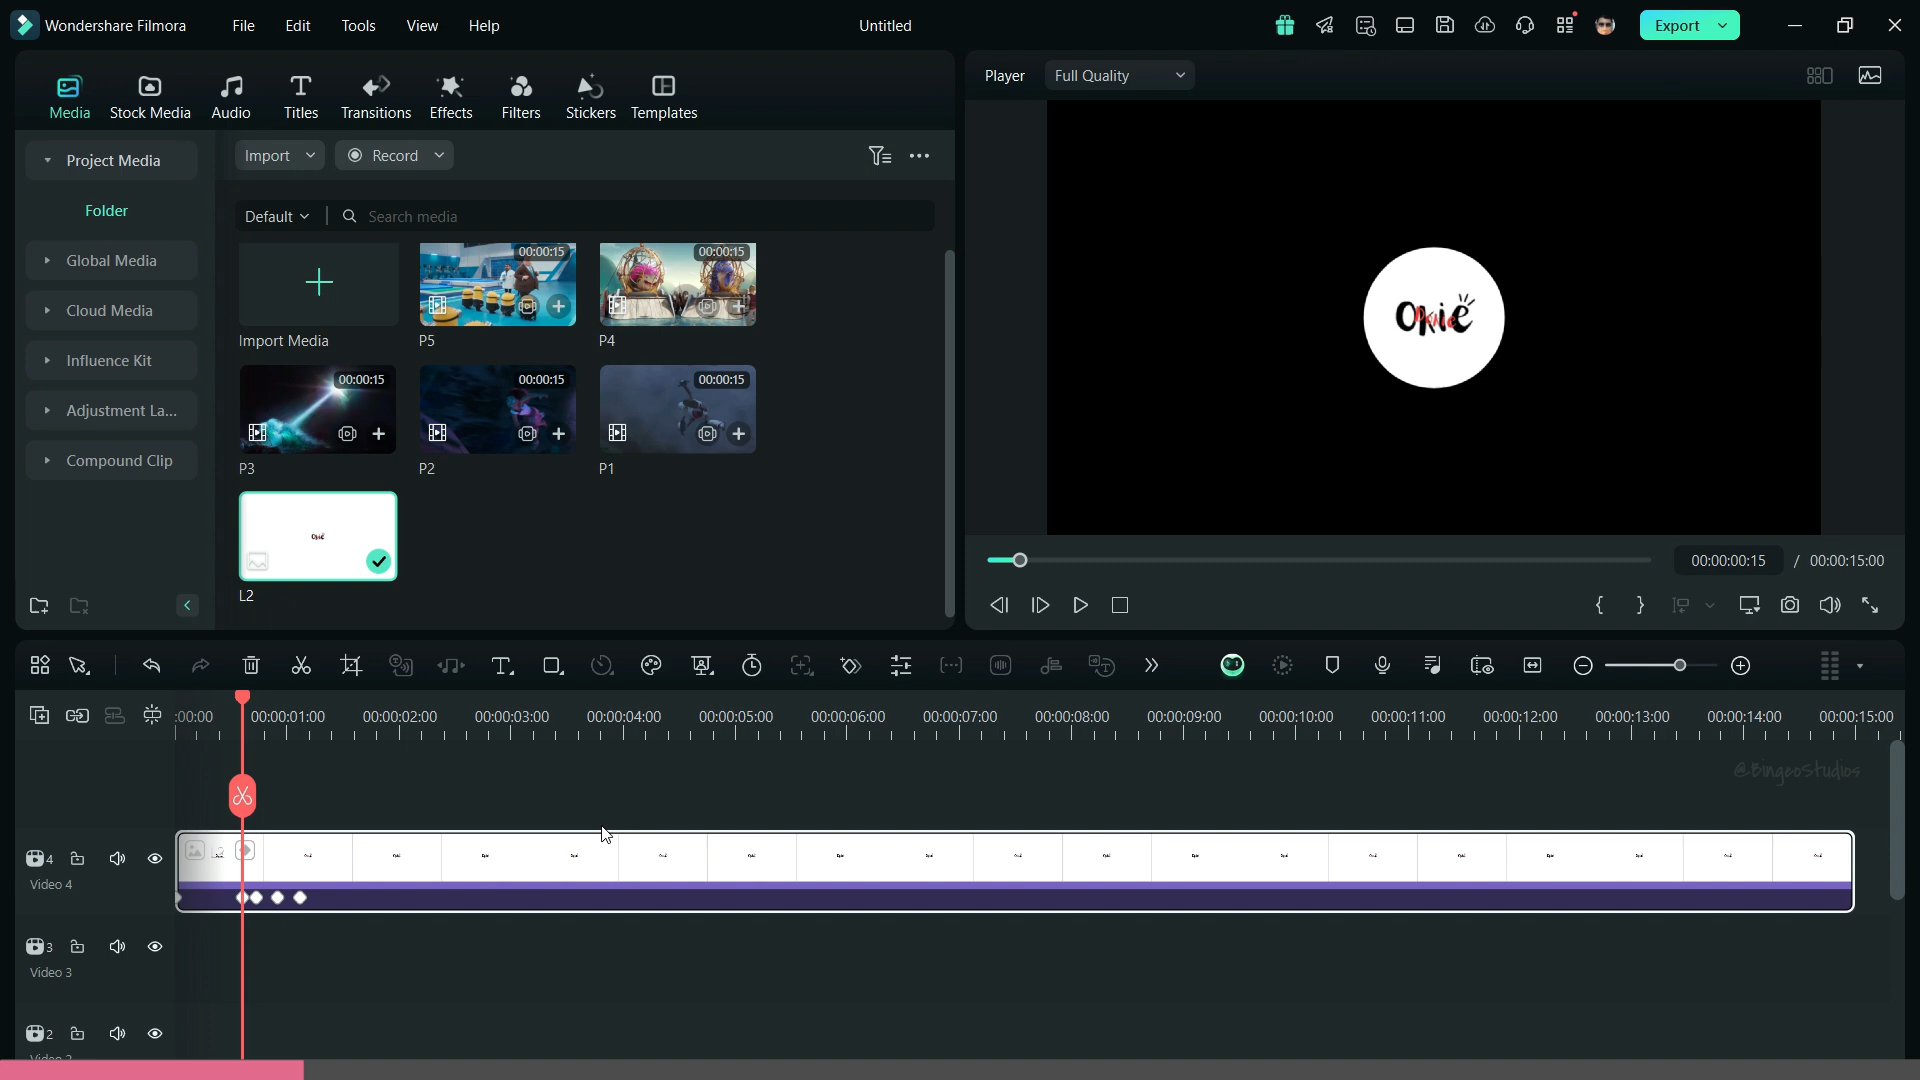 Wondershare Filmora
File
Edit
Tools
View
Help
Untitled
Export
Media
Stock Media
Audio
Titles
Transitions
Effects
Filters
Stickers
Templates
Player
Full Quality
Project Media
Import
Record
Folder
Default
Search media
Global Media
Cloud Media
Influence Kit
Adjustment La...
Compound Clip
00:00:15
00:00:15
Import Media
P5
P4
00:00:15
00:00:15
00:00:15
P3
P2
P1
L2
Okie
00:00:00:15 / 00:00:15:00
:00:00 00:00:01:00 00:00:02:00 00:00:03:00 00:00:04:00 00:00:05:00 00:00:06:00 00:00:07:00 00:00:08:00 00:00:09:00 00:00:10:00 00:00:11:00 00:00:12:00 00:00:13:00 00:00:14:00 00:00:15:00
@BingeoStudios
4
Video 4
L2
3
Video 3
2
Video 2